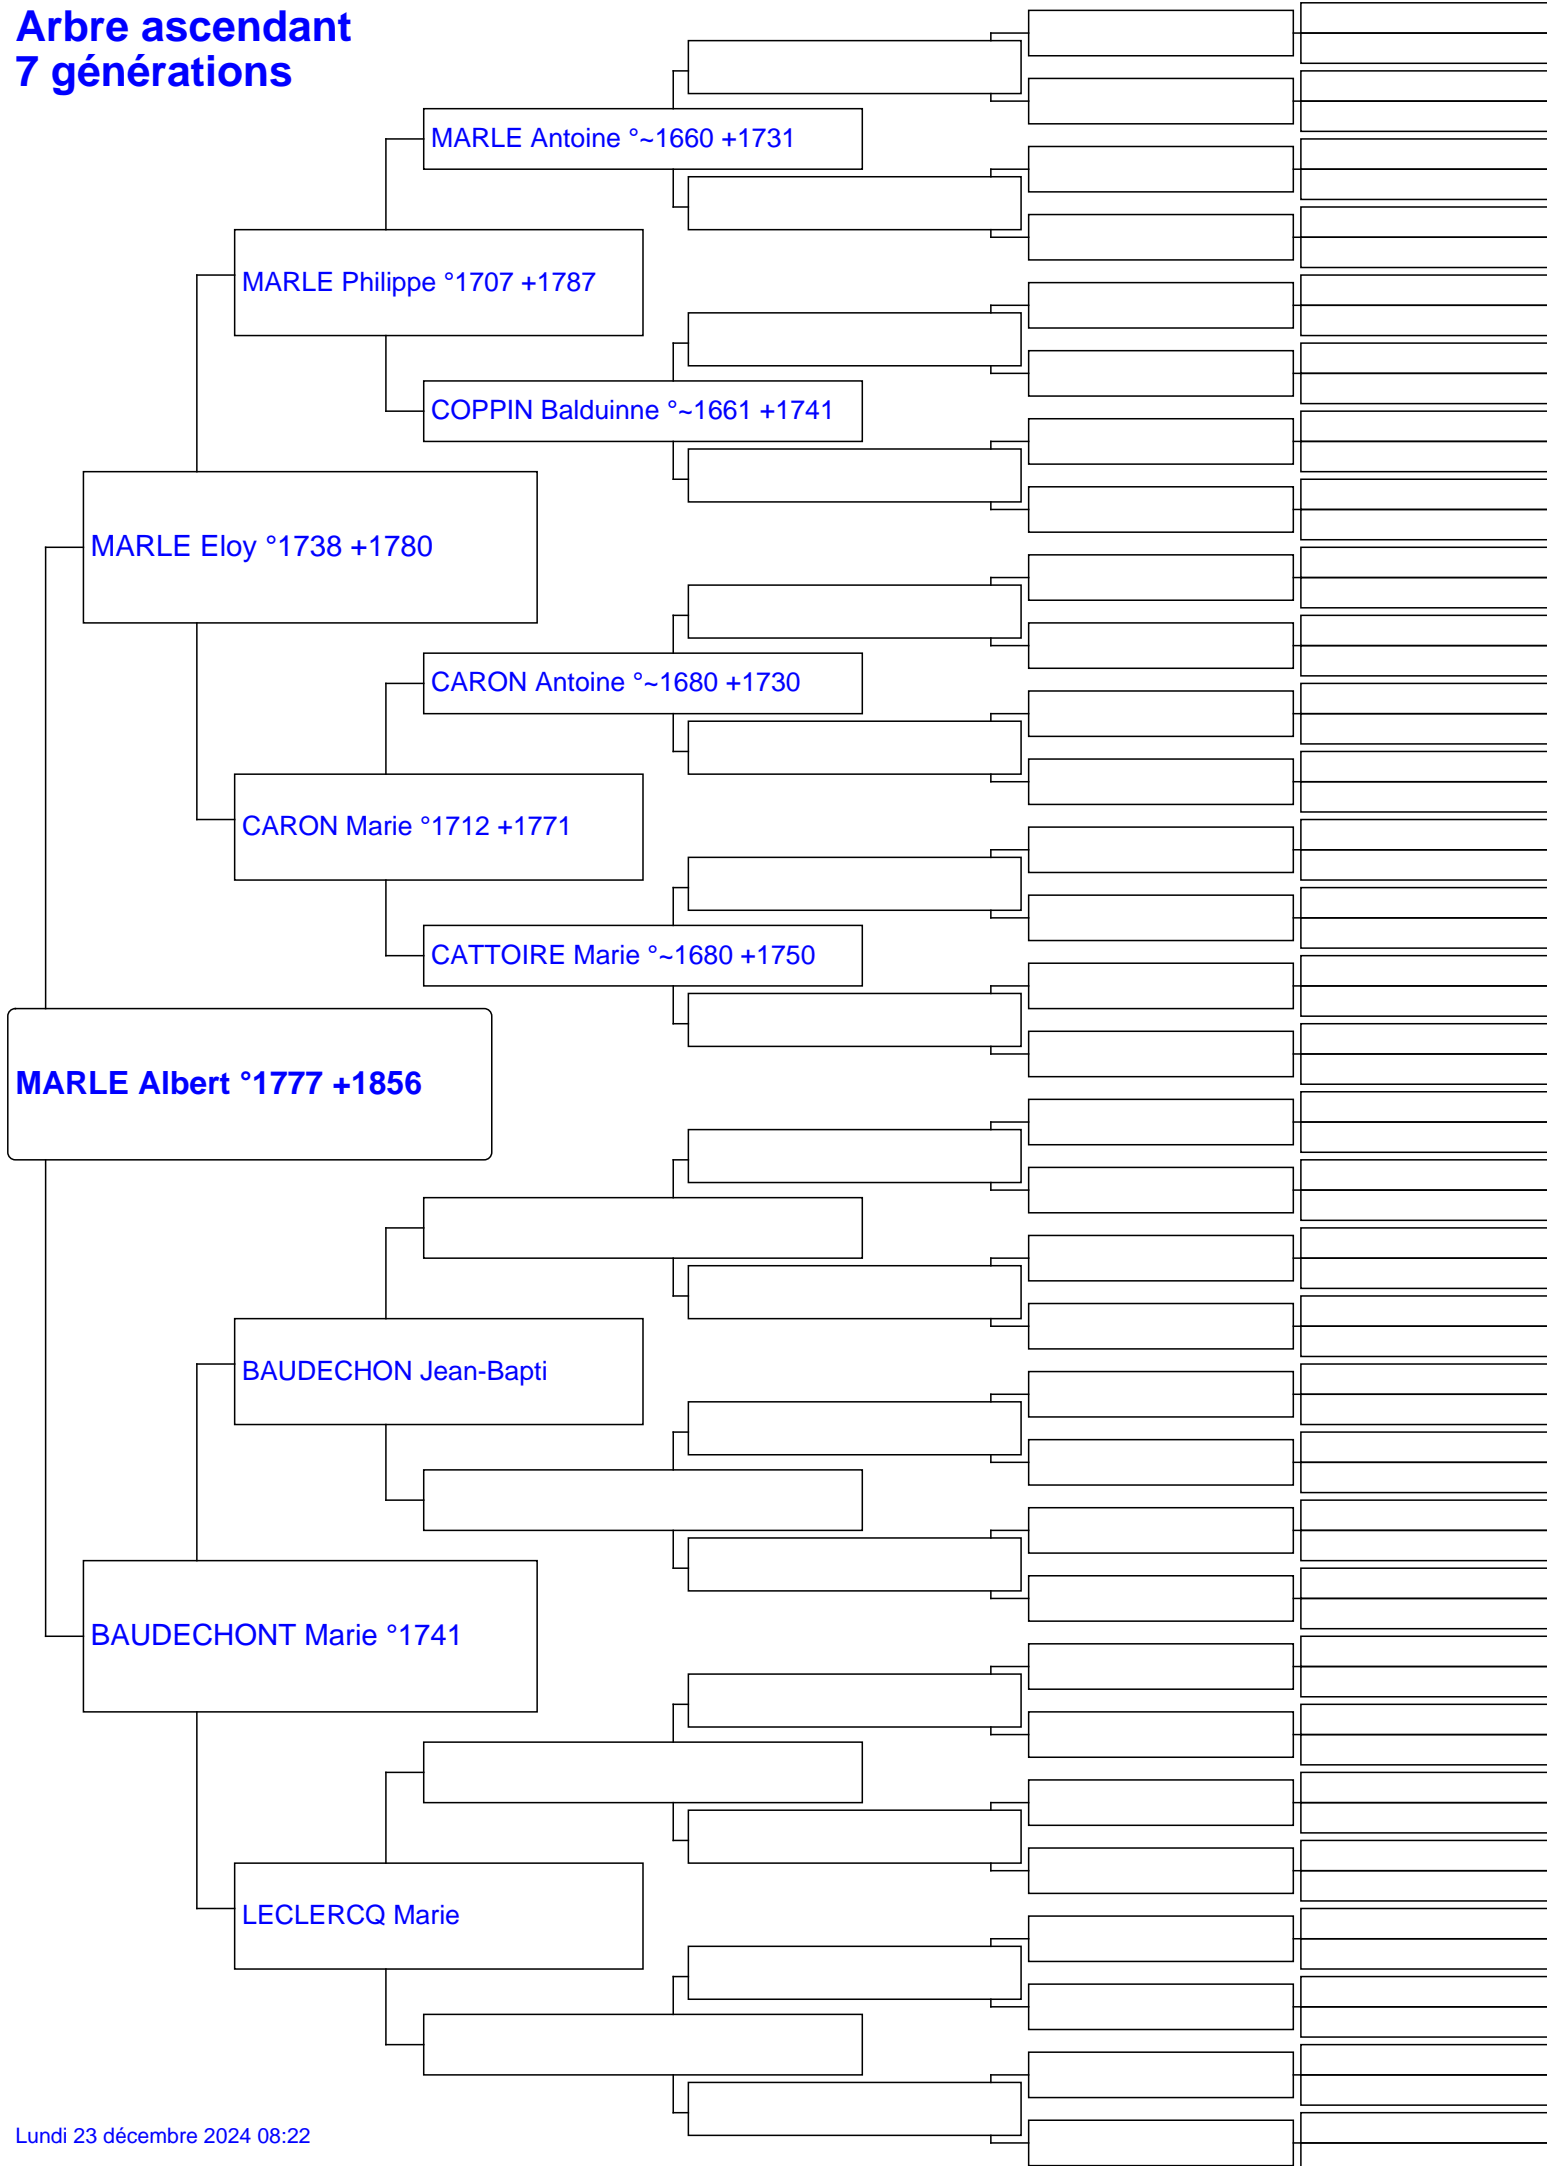 Arbre ascendant
7 générations
MARLE Antoine °~1660 +1731
MARLE Philippe °1707 +1787
COPPIN Balduinne °~1661 +1741
MARLE Eloy °1738 +1780
CARON Antoine °~1680 +1730
CARON Marie °1712 +1771
CATTOIRE Marie °~1680 +1750
MARLE Albert °1777 +1856
BAUDECHON Jean-Bapti
BAUDECHONT Marie °1741
LECLERCQ Marie
Lundi 23 décembre 2024 08:22